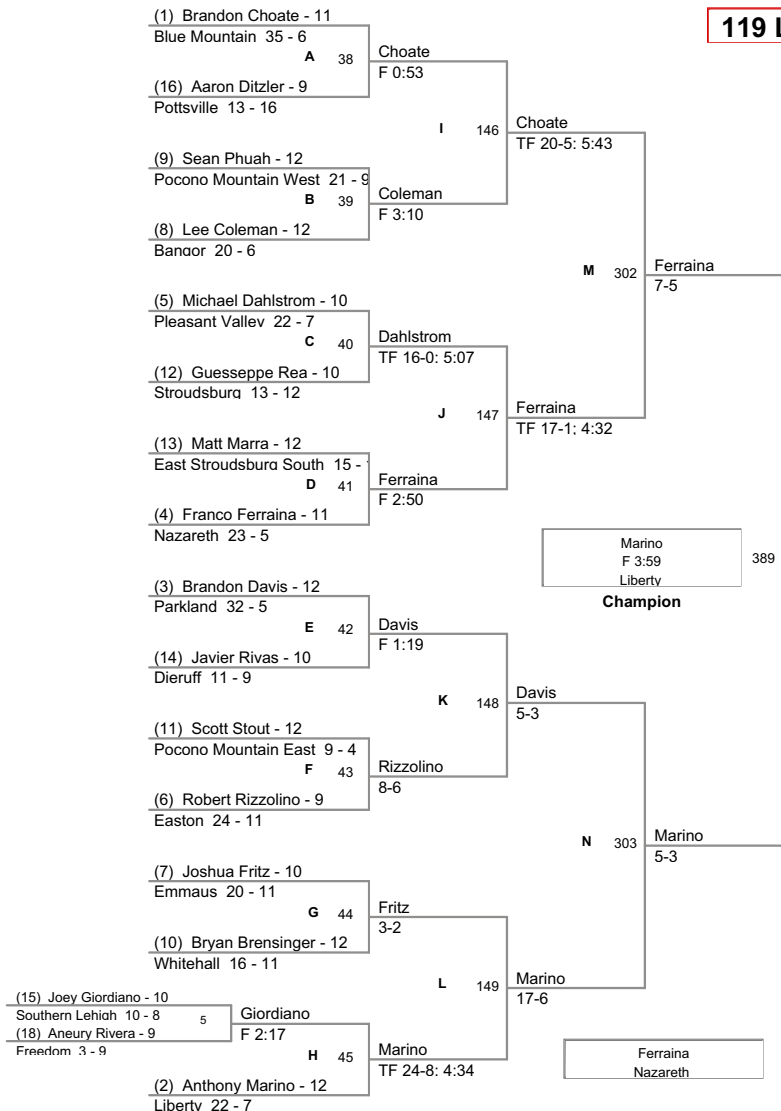 119 L
(1) Brandon Choate - 11
Blue Mountain 35 - 6
A 38
Choate
F 0:53
(16) Aaron Ditzler - 9
Pottsville 13 - 16
I 146
Choate
TF 20-5: 5:43
(9) Sean Phuah - 12
Pocono Mountain West 21 - 9
B 39
Coleman
F 3:10
(8) Lee Coleman - 12
Bangor 20 - 6
M 302
Ferraina
7-5
(5) Michael Dahlstrom - 10
Pleasant Valley 22 - 7
C 40
Dahlstrom
TF 16-0: 5:07
(12) Guesseppe Rea - 10
Stroudsburg 13 - 12
J 147
Ferraina
TF 17-1; 4:32
(13) Matt Marra - 12
East Stroudsburg South 15 -
D 41
Ferraina
F 2:50
(4) Franco Ferraina - 11
Nazareth 23 - 5
Marino
F 3:59
Liberty
389
Champion
(3) Brandon Davis - 12
Parkland 32 - 5
E 42
Davis
F 1:19
(14) Javier Rivas - 10
Dieruff 11 - 9
K 148
Davis
5-3
(11) Scott Stout - 12
Pocono Mountain East 9 - 4
F 43
Rizzolino
8-6
(6) Robert Rizzolino - 9
Easton 24 - 11
N 303
Marino
5-3
(7) Joshua Fritz - 10
Emmaus 20 - 11
G 44
Fritz
3-2
(10) Bryan Brensinger - 12
Whitehall 16 - 11
L 149
Marino
17-6
(15) Joey Giordiano - 10
Southern Lehigh 10 - 8
5
Giordiano
F 2:17
(18) Aneury Rivera - 9
Freedom 3 - 9
H 45
Marino
TF 24-8: 4:34
(2) Anthony Marino - 12
Liberty 22 - 7
Ferraina
Nazareth